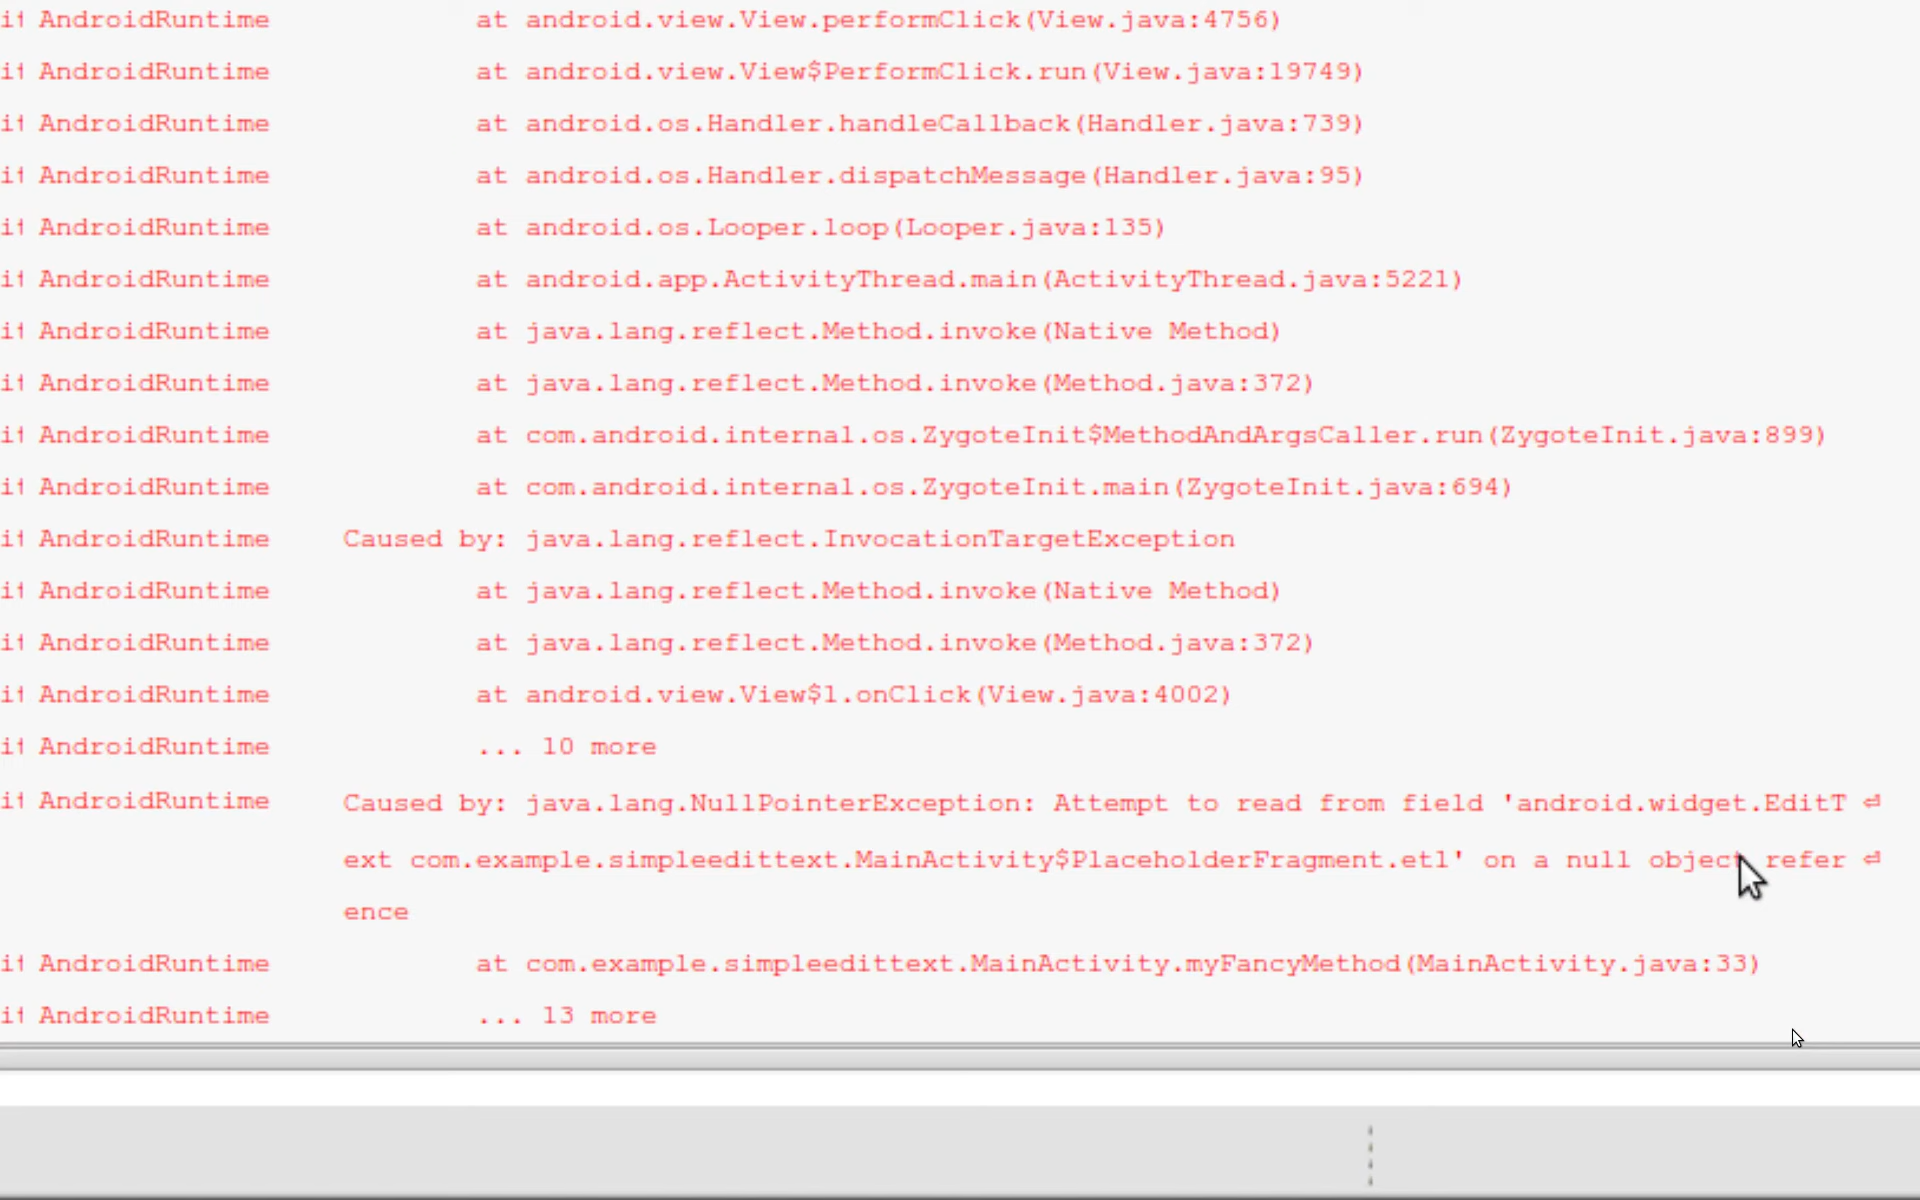 AndroidRuntime at android.view.View.performClick(View.java:4756)
AndroidRuntime at android.view.View$PerformClick.run(View.java:19749)
AndroidRuntime at android.os.Handler.handleCallback(Handler.java:739)
AndroidRuntime at android.os.Handler.dispatchMessage(Handler.java:95)
AndroidRuntime at android.os.Looper.loop(Looper.java:135)
AndroidRuntime at android.app.ActivityThread.main(ActivityThread.java:5221)
AndroidRuntime at java.lang.reflect.Method.invoke(Native Method)
AndroidRuntime at java.lang.reflect.Method.invoke(Method.java:372)
AndroidRuntime at com.android.internal.os.ZygoteInit$MethodAndArgsCaller.run(ZygoteInit.java:899)
AndroidRuntime at com.android.internal.os.ZygoteInit.main(ZygoteInit.java:694)
AndroidRuntime Caused by: java.lang.reflect.InvocationTargetException
AndroidRuntime at java.lang.reflect.Method.invoke(Native Method)
AndroidRuntime at java.lang.reflect.Method.invoke(Method.java:372)
AndroidRuntime at android.view.View$1.onClick(View.java:4002)
AndroidRuntime ... 10 more
AndroidRuntime Caused by: java.lang.NullPointerException: Attempt to read from field 'android.widget.EditT
ext com.example.simpleedittext.MainActivity$PlaceholderFragment.et1' on a null object refer
ence
AndroidRuntime at com.example.simpleedittext.MainActivity.myFancyMethod(MainActivity.java:33)
AndroidRuntime ... 13 more